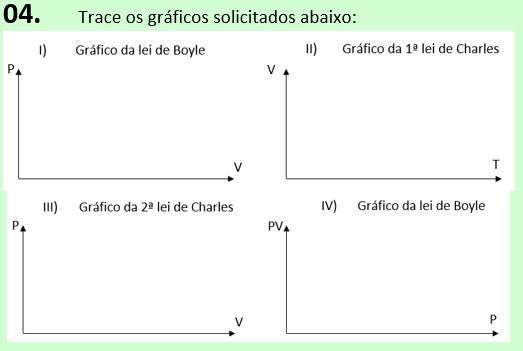 04. Trace os gráficos solicitados abaixo:
I) Gráfico da lei de Boyle
P
V
II) Gráfico da 1ª lei de Charles
V
T
III) Gráfico da 2ª lei de Charles
P
V
IV) Gráfico da lei de Boyle
PV
P